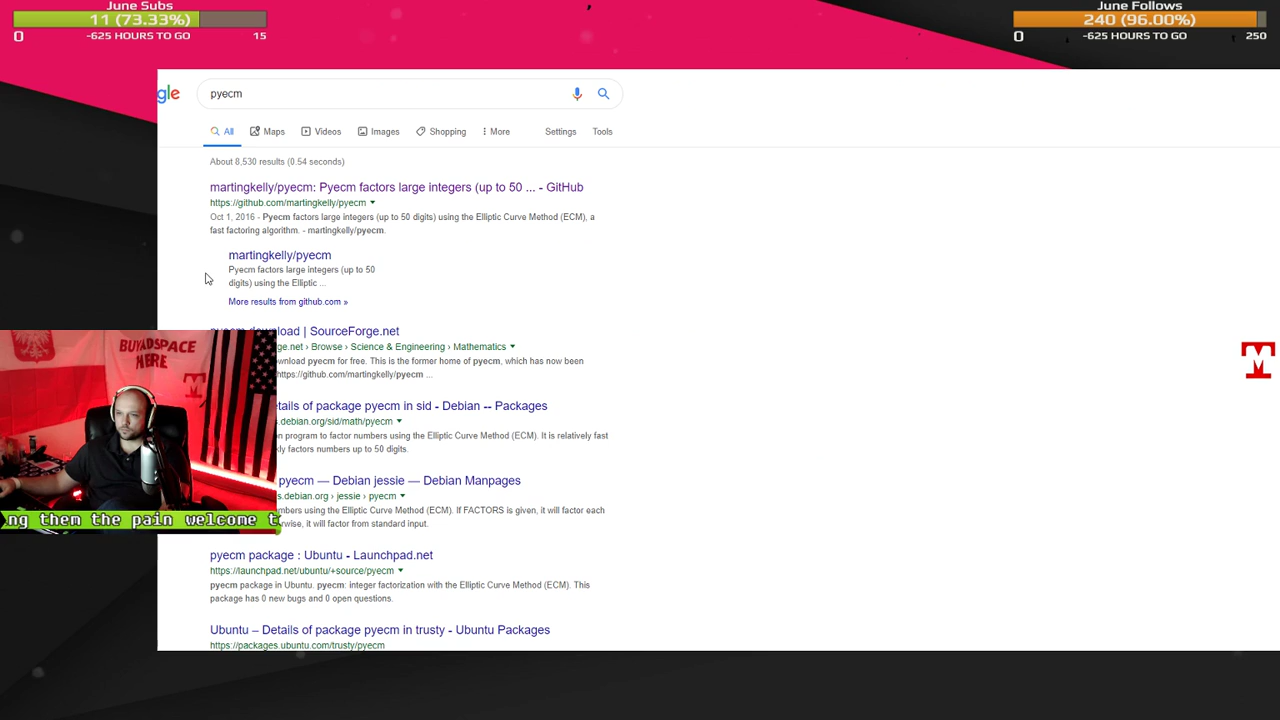 June Subs
11 (73.33%)
0
-625 HOURS TO GO
15
June Follows
240 (96.00%)
0
-625 HOURS TO GO
250
gle
pyecm
All
Maps
Videos
Images
Shopping
More
Settings
Tools
About 8,530 results (0.54 seconds)
martingkelly/pyecm: Pyecm factors large integers (up to 50 ... - GitHub
https://github.com/martingkelly/pyecm
Oct 1, 2016 - Pyecm factors large integers (up to 50 digits) using the Elliptic Curve Method (ECM), a
fast factoring algorithm. - martingkelly/pyecm.
martingkelly/pyecm
Pyecm factors large integers (up to 50
digits) using the Elliptic ...
More results from github.com »
download | SourceForge.net
ge.net › Browse › Science & Engineering › Mathematics
wnload pyecm for free. This is the former home of pyecm, which has now been
https://github.com/martingkelly/pyecm ...
etails of package pyecm in sid - Debian -- Packages
s.debian.org/sid/math/pyecm
n program to factor numbers using the Elliptic Curve Method (ECM). It is relatively fast
kly factors numbers up to 50 digits.
pyecm — Debian jessie — Debian Manpages
s.debian.org › jessie › pyecm
mbers using the Elliptic Curve Method (ECM). If FACTORS is given, it will factor each
rwise, it will factor from standard input.
pyecm package : Ubuntu - Launchpad.net
https://launchpad.net/ubuntu/+source/pyecm
pyecm package in Ubuntu. pyecm: integer factorization with the Elliptic Curve Method (ECM). This
package has 0 new bugs and 0 open questions.
Ubuntu – Details of package pyecm in trusty - Ubuntu Packages
https://packages.ubuntu.com/trusty/pyecm
BUY ADSPACE
HERE
ng them the pain welcome t